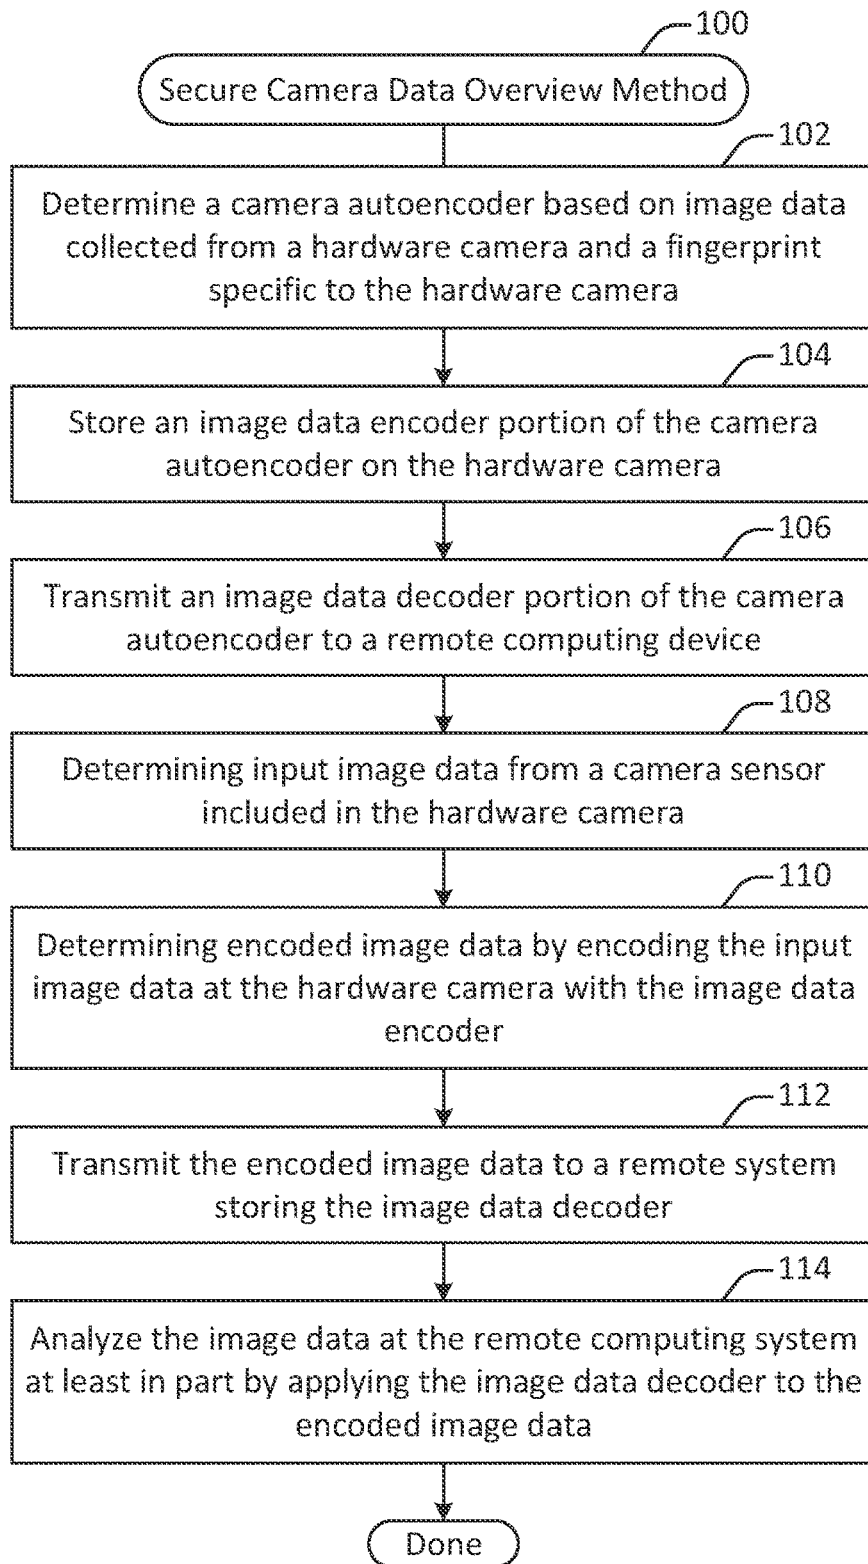 100
Secure Camera Data Overview Method
102
Determine a camera autoencoder based on image data
collected from a hardware camera and a fingerprint
specific to the hardware camera
104
Store an image data encoder portion of the camera
autoencoder on the hardware camera
106
Transmit an image data decoder portion of the camera
autoencoder to a remote computing device
108
Determining input image data from a camera sensor
included in the hardware camera
110
Determining encoded image data by encoding the input
image data at the hardware camera with the image data
encoder
112
Transmit the encoded image data to a remote system
storing the image data decoder
114
Analyze the image data at the remote computing system
at least in part by applying the image data decoder to the
encoded image data
Done